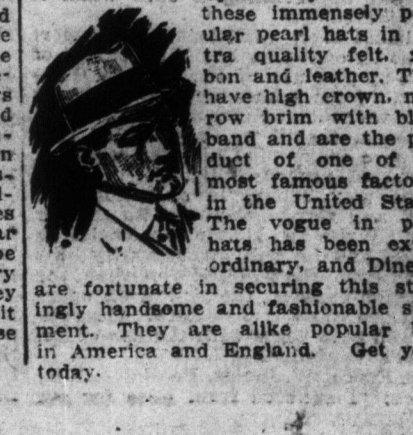 these immensely p
ular pearl hats in
tra quality felt.
bon and leather. T
have high crown, n
row brim with bl
band and are the p
duct of one of
most famous facto
in the United Sta
The vogue in p
hats has been ex
ordinary, and Dine
are fortunate in securing this st
ingly handsome and fashionable s
ment. They are alike popular
in America and England. Get y
today.